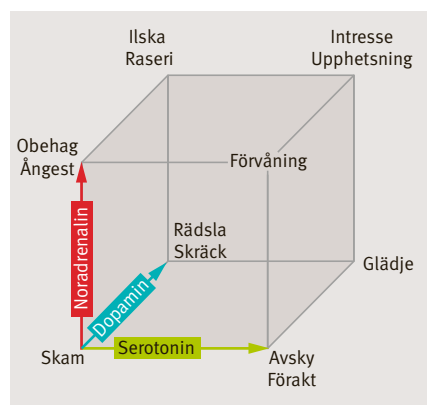 Ilska
Raseri
Intresse
Upphetsning
Obehag
Ångest
Förvåning
Noradrenalin
Dopamin
Rädsla
Skräck
Glädje
Skam
Serotonin
Avsky
Förakt